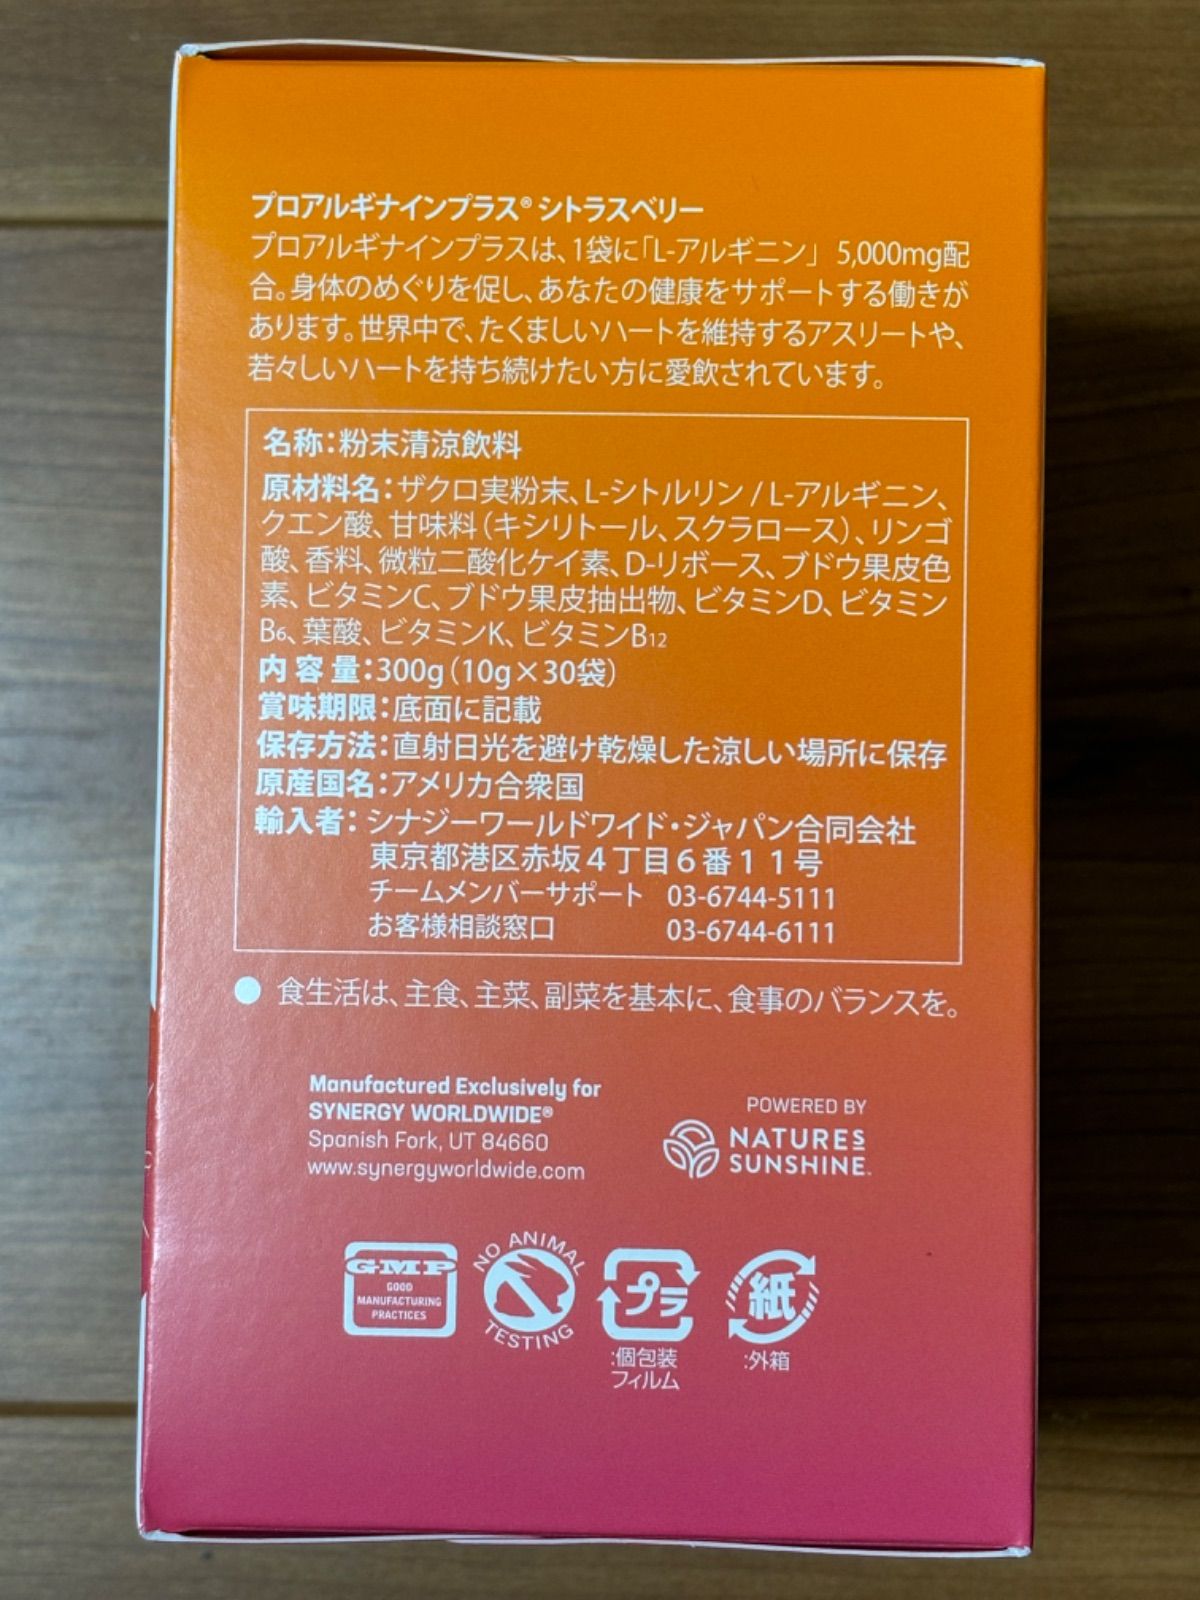 プロアルギナインプラス® シトラスベリー
プロアルギナインプラスは、1袋に「L-アルギニン」 5,000mg配
合。身体のめぐりを促し、あなたの健康をサポートする働きが
あります。世界中で、たくましいハートを維持するアスリートや、
若々しいハートを持ち続けたい方に愛飲されています。
名称：粉末清涼飲料
原材料名：ザクロ実粉末、L-シトルリン / L-アルギニン、
クエン酸、甘味料（キシリトール、スクラロース）、リンゴ
酸、香料、微粒二酸化ケイ素、D-リボース、ブドウ果皮色
素、ビタミンC、ブドウ果皮抽出物、ビタミンD、ビタミン
B6、葉酸、ビタミンK、ビタミンB12
内 容 量：300g（10g×30袋）
賞味期限：底面に記載
保存方法：直射日光を避け乾燥した涼しい場所に保存
原産国名：アメリカ合衆国
輸入者：シナジーワールドワイド・ジャパン合同会社
東京都港区赤坂４丁目６番１１号
チームメンバーサポート 03-6744-5111
お客様相談窓口 03-6744-6111
● 食生活は、主食、主菜、副菜を基本に、食事のバランスを。
Manufactured Exclusively for
SYNERGY WORLDWIDE®
Spanish Fork, UT 84660
www.synergyworldwide.com
POWERED BY
NATURES
SUNSHINE™
GMP
GOOD
MANUFACTURING
PRACTICES
NO ANIMAL
TESTING
プラ
:個包装
フィルム
紙
:外箱